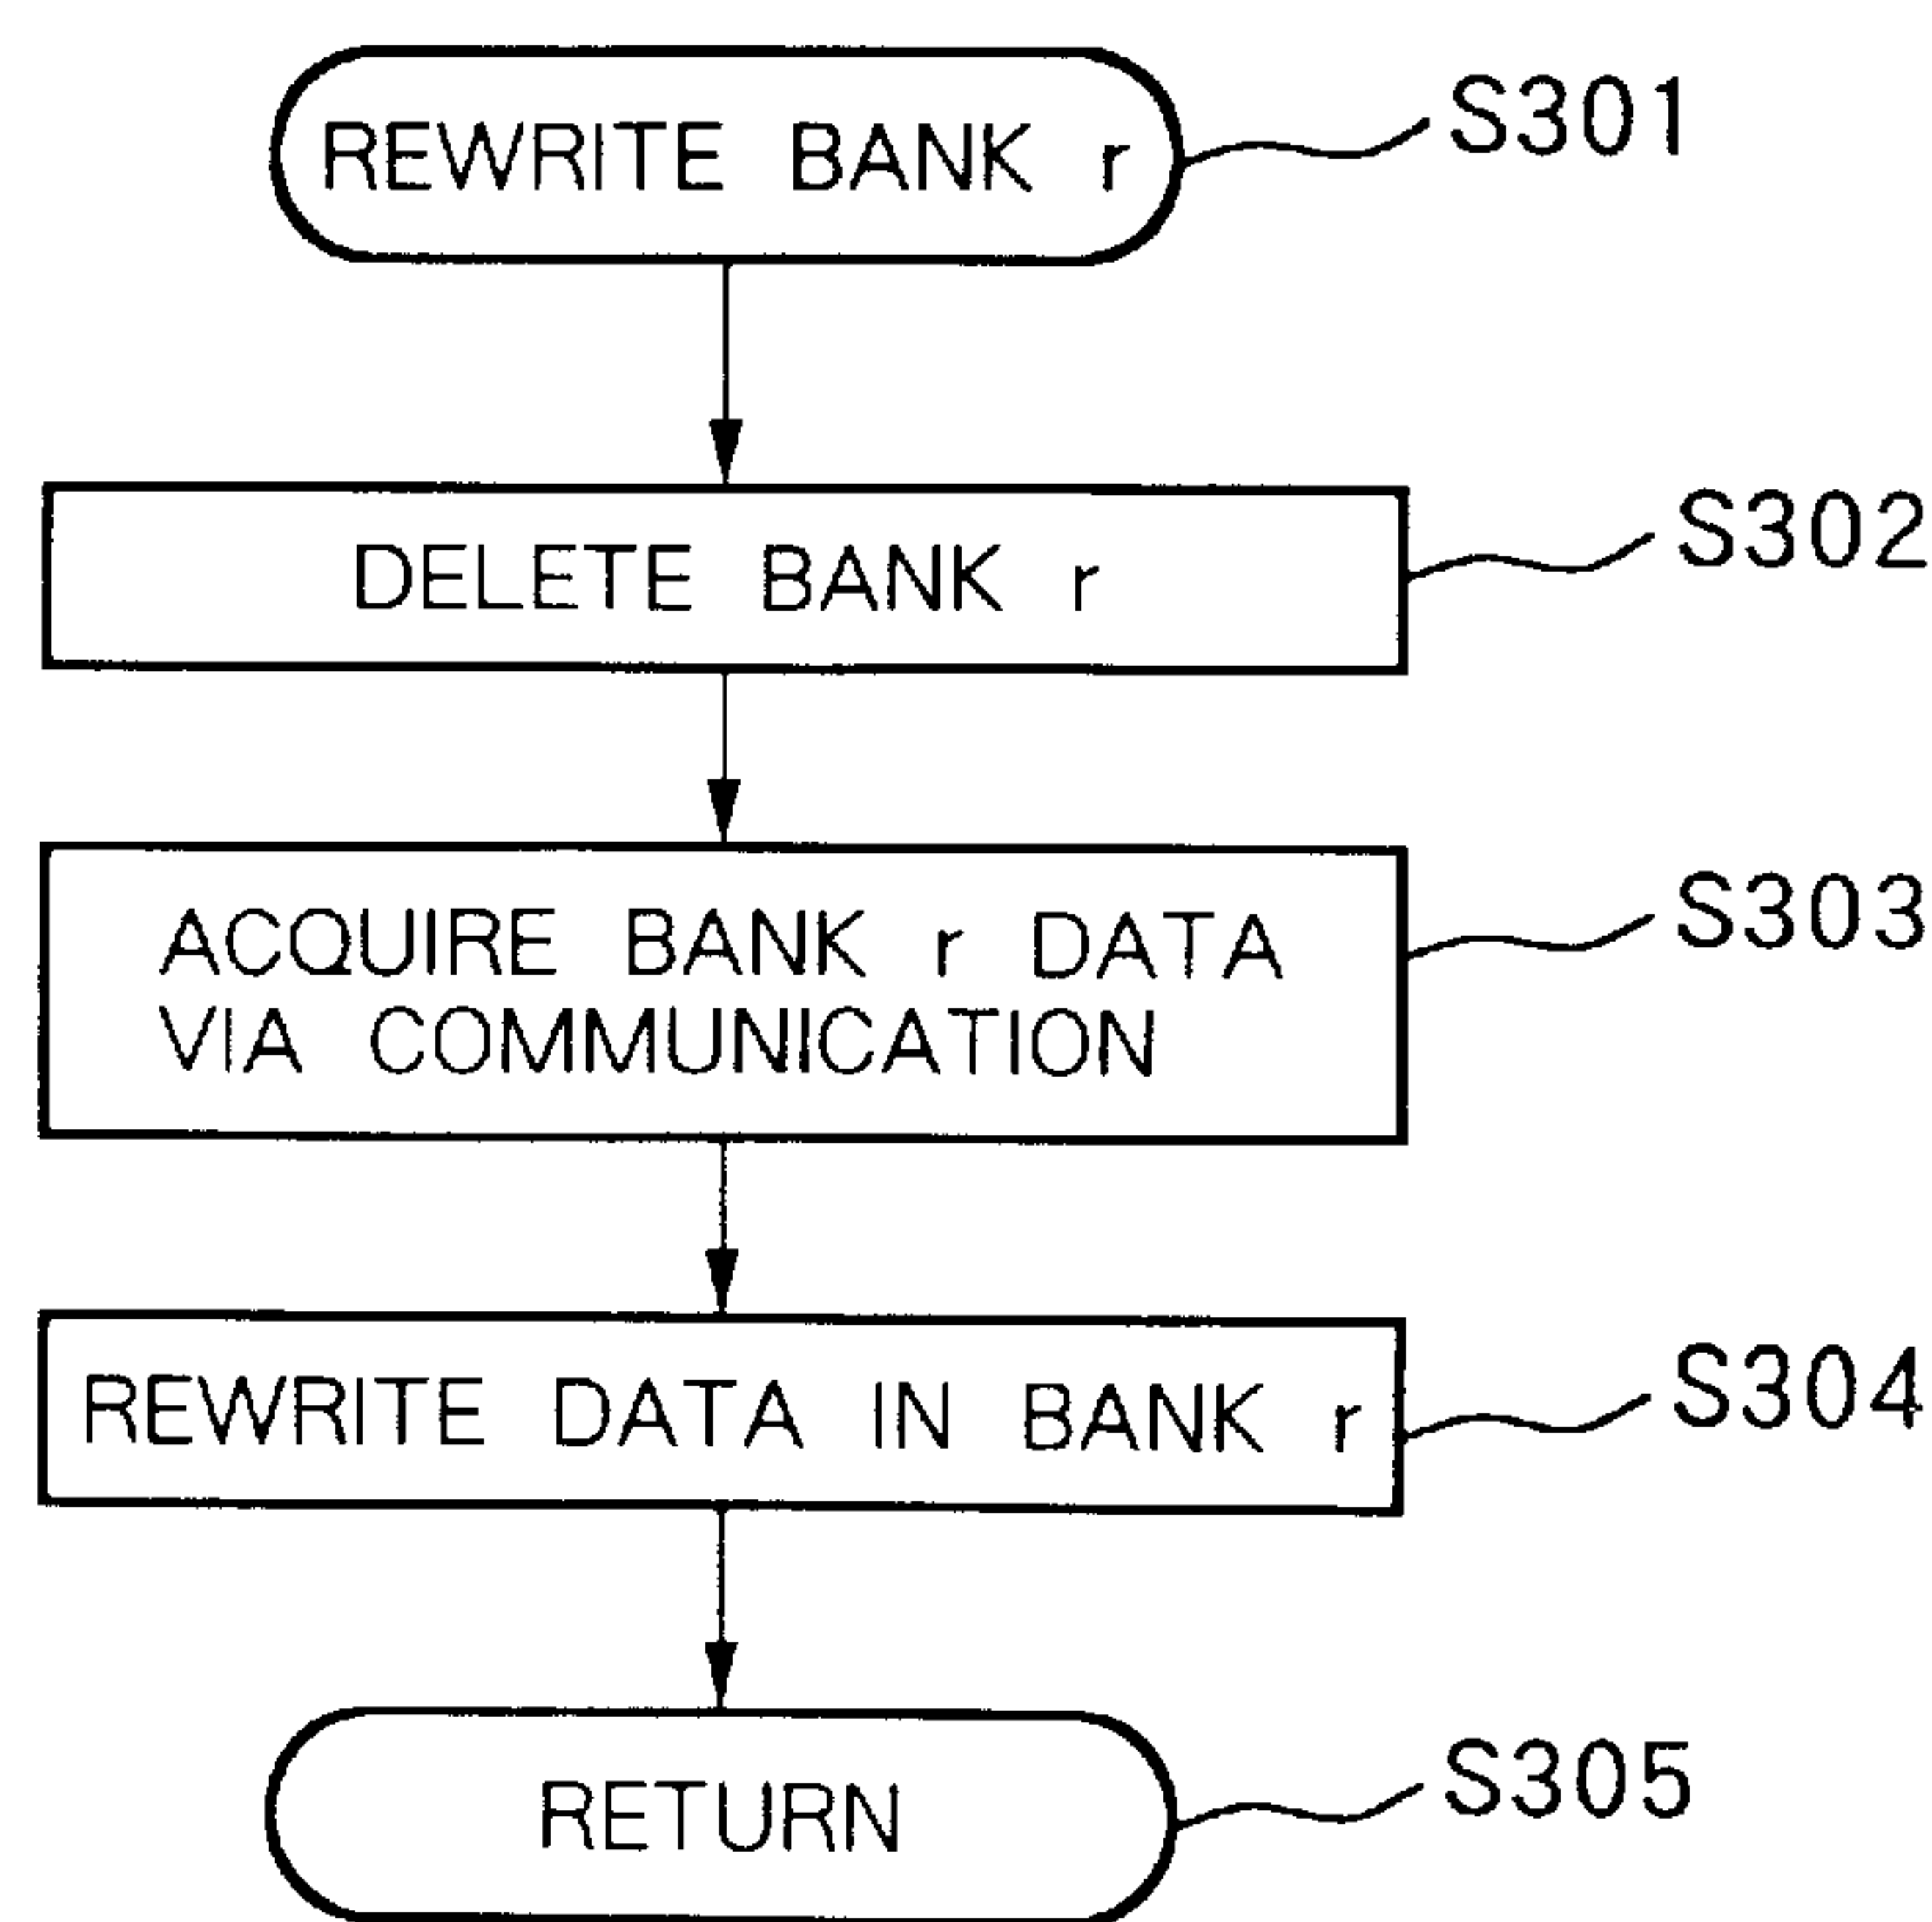 REWRITE BANK r
S301
DELETE BANK r
S302
ACQUIRE BANK r DATA
VIA COMMUNICATION
S303
REWRITE DATA IN BANK r
S304
RETURN
S305